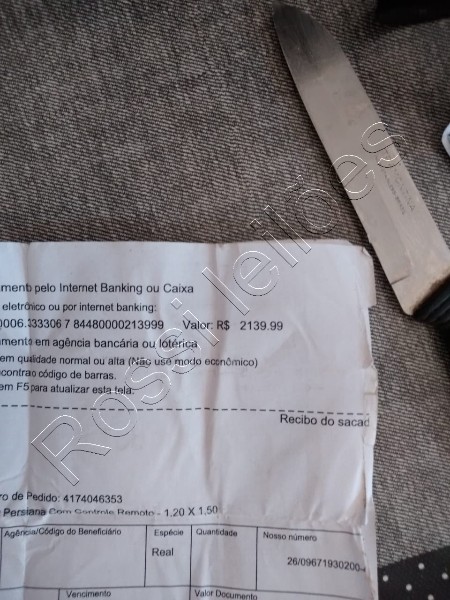 amento pelo Internet Banking ou Caixa
eletrônico ou por internet banking:
0006.333306 7 84480000213999 Valor: R$ 2139.99
amento em agência bancária ou lotérica
em qualidade normal ou alta (Não use modo econômico)
contrar o código de barras.
em F5 para atualizar esta tela.
Recibo do sacad
ro de Pedido: 4174046353
Persiana Com Controle Remoto - 1,20 X 1,50
Agência/Código do Beneficiário Espécie Quantidade Nosso número
Real 26/09671930200-
Vencimento Valor Documento
Rossi leilões